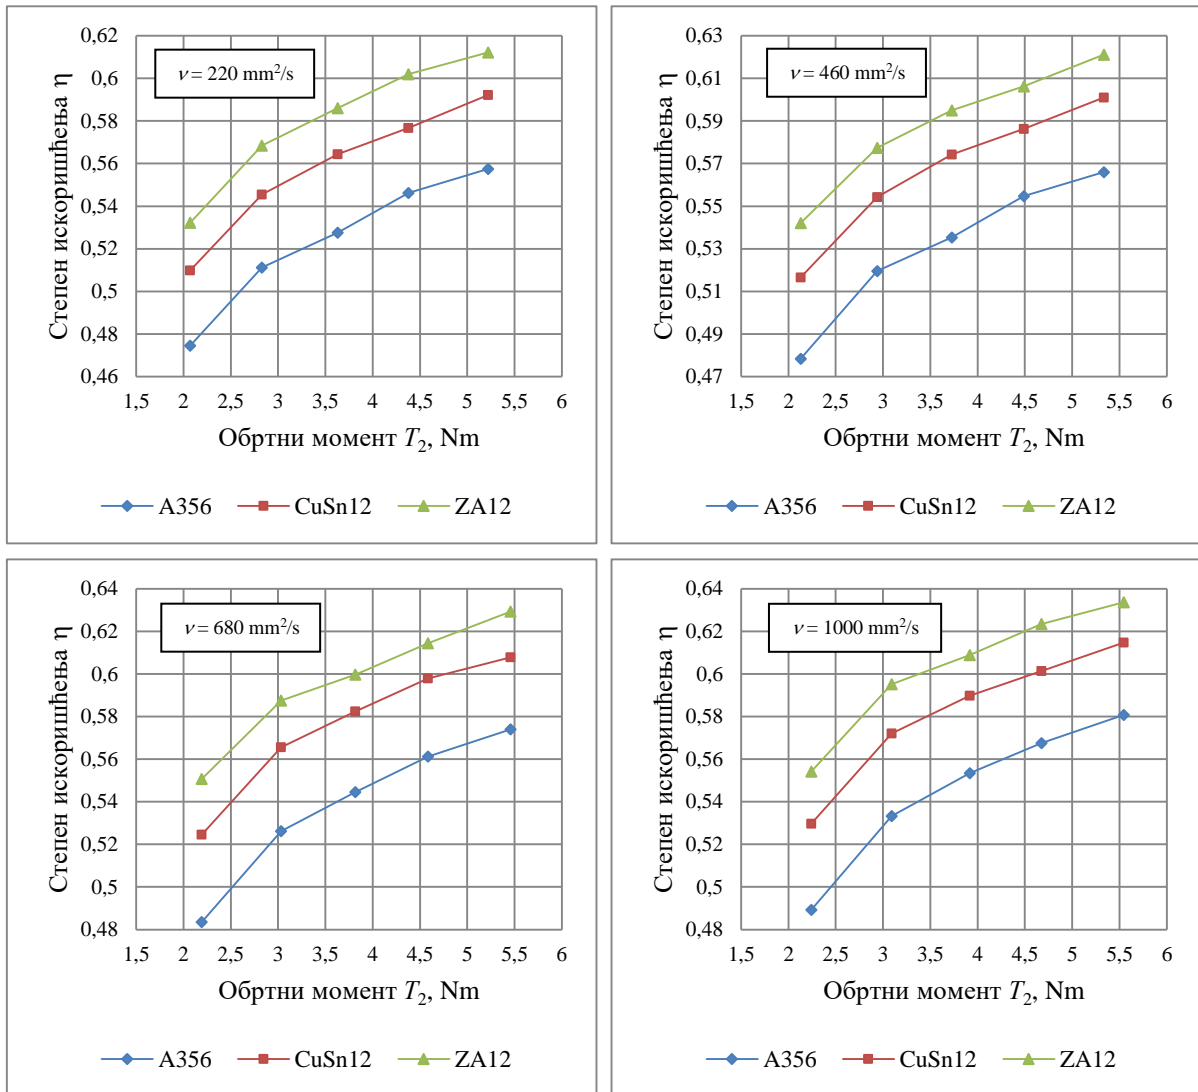 ν = 220 mm²/s
Степен искоришћења η
0,62
0,6
0,58
0,56
0,54
0,52
0,5
0,48
0,46
1,5 2 2,5 3 3,5 4 4,5 5 5,5 6
Обртни момент T₂, Nm
A356 CuSn12 ZA12
ν = 460 mm²/s
Степен искоришћења η
0,63
0,61
0,59
0,57
0,55
0,53
0,51
0,49
0,47
1,5 2 2,5 3 3,5 4 4,5 5 5,5 6
Обртни момент T₂, Nm
A356 CuSn12 ZA12
ν = 680 mm²/s
Степен искоришћења η
0,64
0,62
0,6
0,58
0,56
0,54
0,52
0,5
0,48
1,5 2 2,5 3 3,5 4 4,5 5 5,5 6
Обртни момент T₂, Nm
A356 CuSn12 ZA12
ν = 1000 mm²/s
Степен искоришћења η
0,64
0,62
0,6
0,58
0,56
0,54
0,52
0,5
0,48
1,5 2 2,5 3 3,5 4 4,5 5 5,5 6
Обртни момент T₂, Nm
A356 CuSn12 ZA12